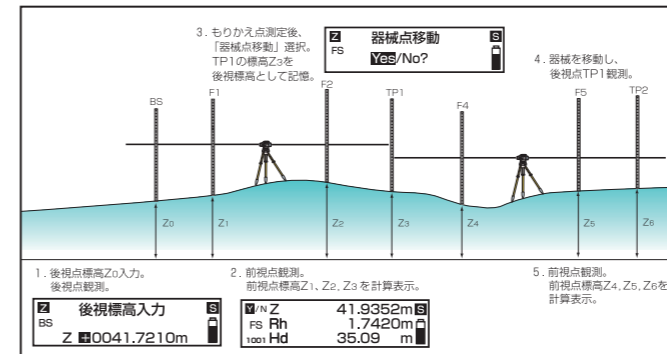 3. もりかえ点測定後、
「器械点移動」選択。
TP1の標高Z3を
後視標高として記憶。
Z 器械点移動 S
FS Yes/No?
4. 器械を移動し、
後視点TP1観測。
BS F1 F2 TP1 F4 F5 TP2
Z0 Z1 Z2 Z3 Z4 Z5 Z6
1. 後視点標高Z0入力。
後視点観測。
Z 後視標高入力 S
BS
Z +0041.7210m
2. 前視点観測。
前視点標高Z1、Z2、Z3を計算表示。
Y/N Z 41.9352m S
FS Rh 1.7420m
1001 Hd 35.09 m
5. 前視点観測。
前視点標高Z4、Z5、Z6を
計算表示。